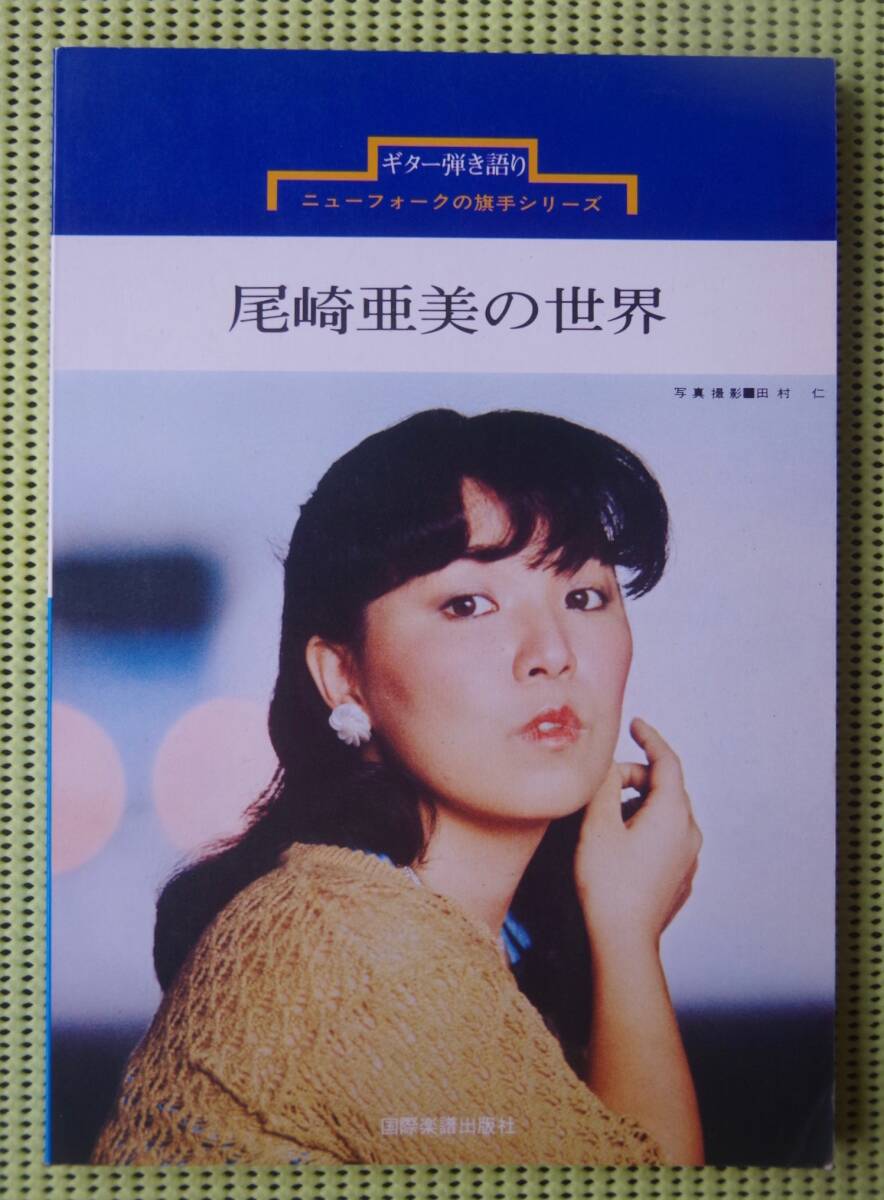 ギター弾き語り
ニューフォークの旗手シリーズ
尾崎亜美の世界
写真撮影■田村 仁
国際楽譜出版社